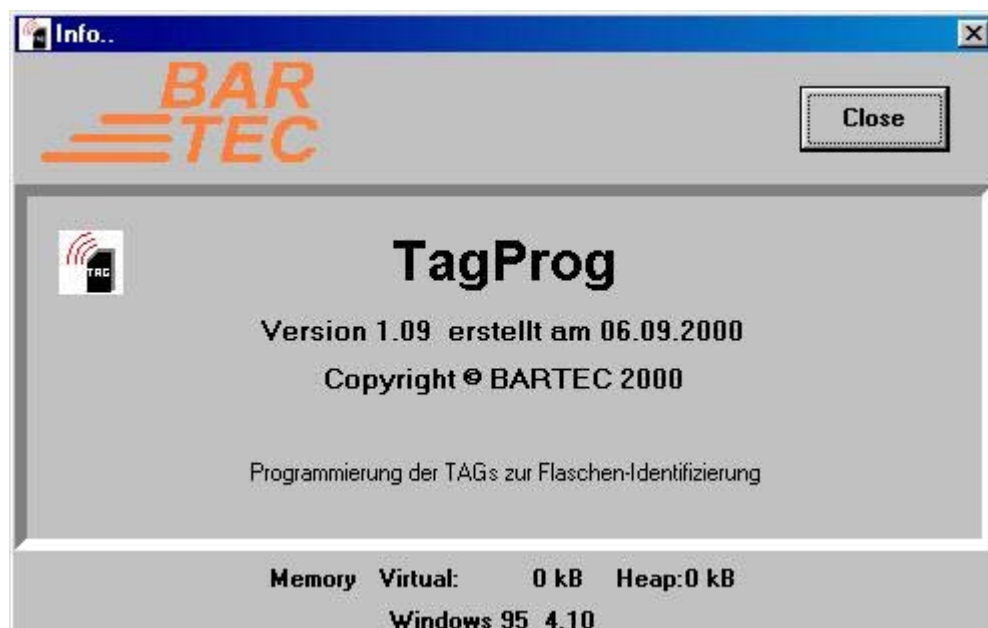 Info..
BAR
TEC
Close
TAG
TagProg
Version 1.09 erstellt am 06.09.2000
Copyright © BARTEC 2000
Programmierung der TAGs zur Flaschen-Identifizierung
Memory Virtual: 0 kB Heap:0 kB
Windows 95 4.10